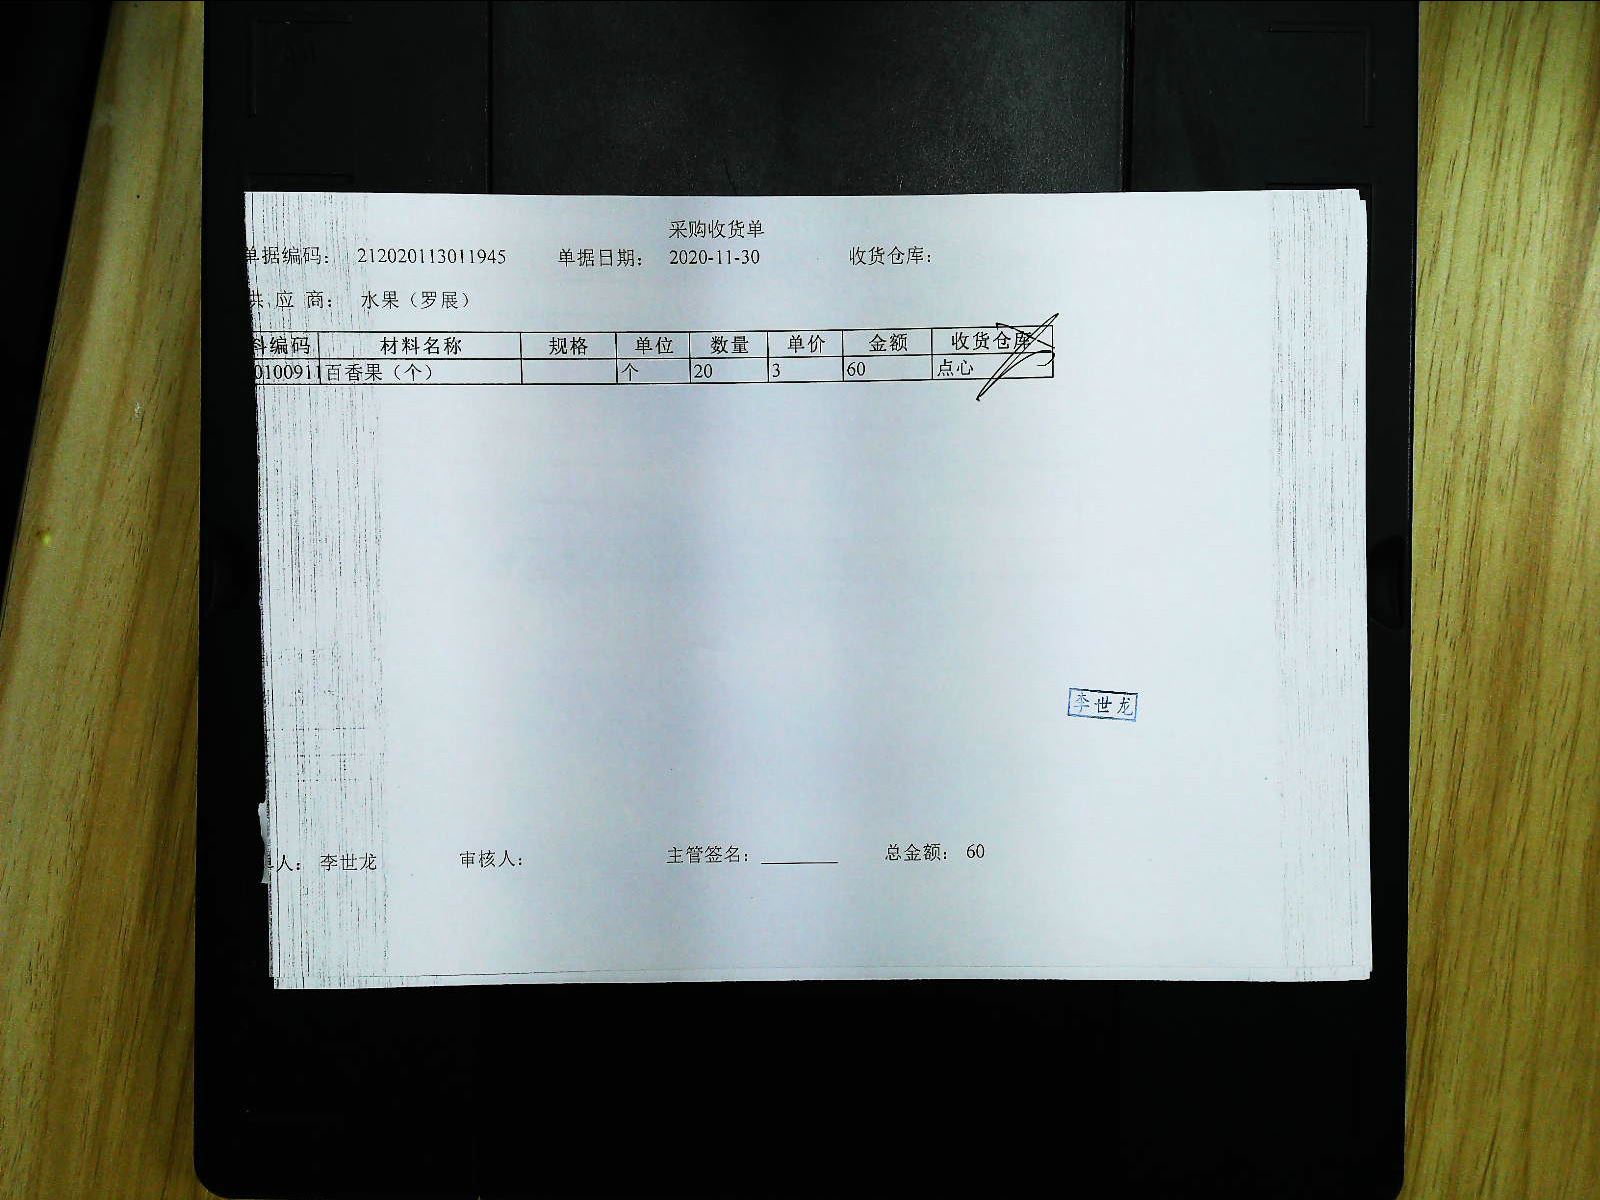 采购收货单
单据编码： 212020113011945 单据日期： 2020-11-30 收货仓库：
供 应 商： 水果（罗展）
料编码 材料名称 规格 单位 数量 单价 金额 收货仓库
0100911 百香果（个） 个 20 3 60 点心
李世龙
单人： 李世龙 审核人： 主管签名： ________ 总金额： 60